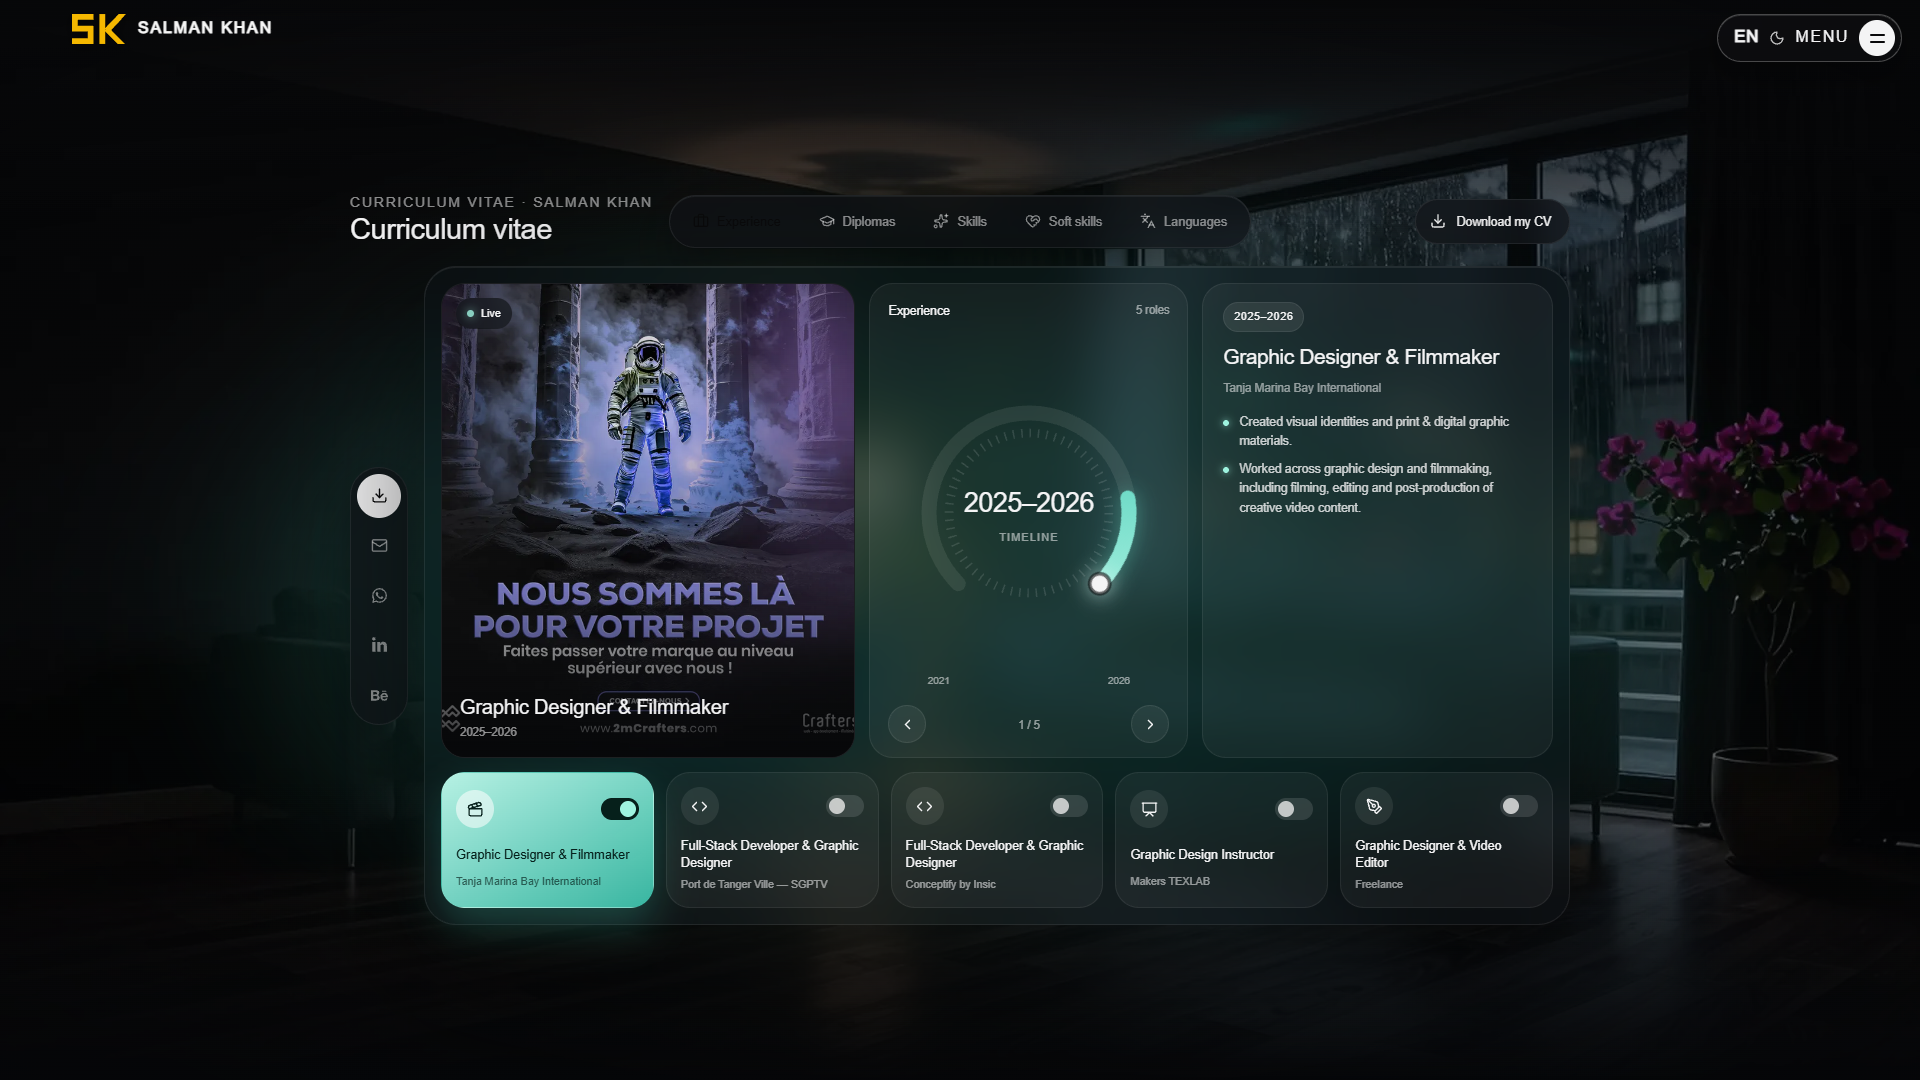 SK SALMAN KHAN
EN MENU
CURRICULUM VITAE · SALMAN KHAN
Curriculum vitae
Experience
Diplomas
Skills
Soft skills
Languages
Download my CV
Live
NOUS SOMMES LÀ
POUR VOTRE PROJET
Faites passer votre marque au niveau
supérieur avec nous !
Graphic Designer & Filmmaker
2025–2026
www.2mCrafters.com
Crafters
Experience
5 roles
2025–2026
TIMELINE
2021
2026
1 / 5
2025–2026
Graphic Designer & Filmmaker
Tanja Marina Bay International
Created visual identities and print & digital graphic
materials.
Worked across graphic design and filmmaking,
including filming, editing and post-production of
creative video content.
in
Bē
Graphic Designer & Filmmaker
Tanja Marina Bay International
Full-Stack Developer & Graphic
Designer
Port de Tanger Ville — SGPTV
Full-Stack Developer & Graphic
Designer
Conceptify by Insic
Graphic Design Instructor
Makers TEXLAB
Graphic Designer & Video
Editor
Freelance